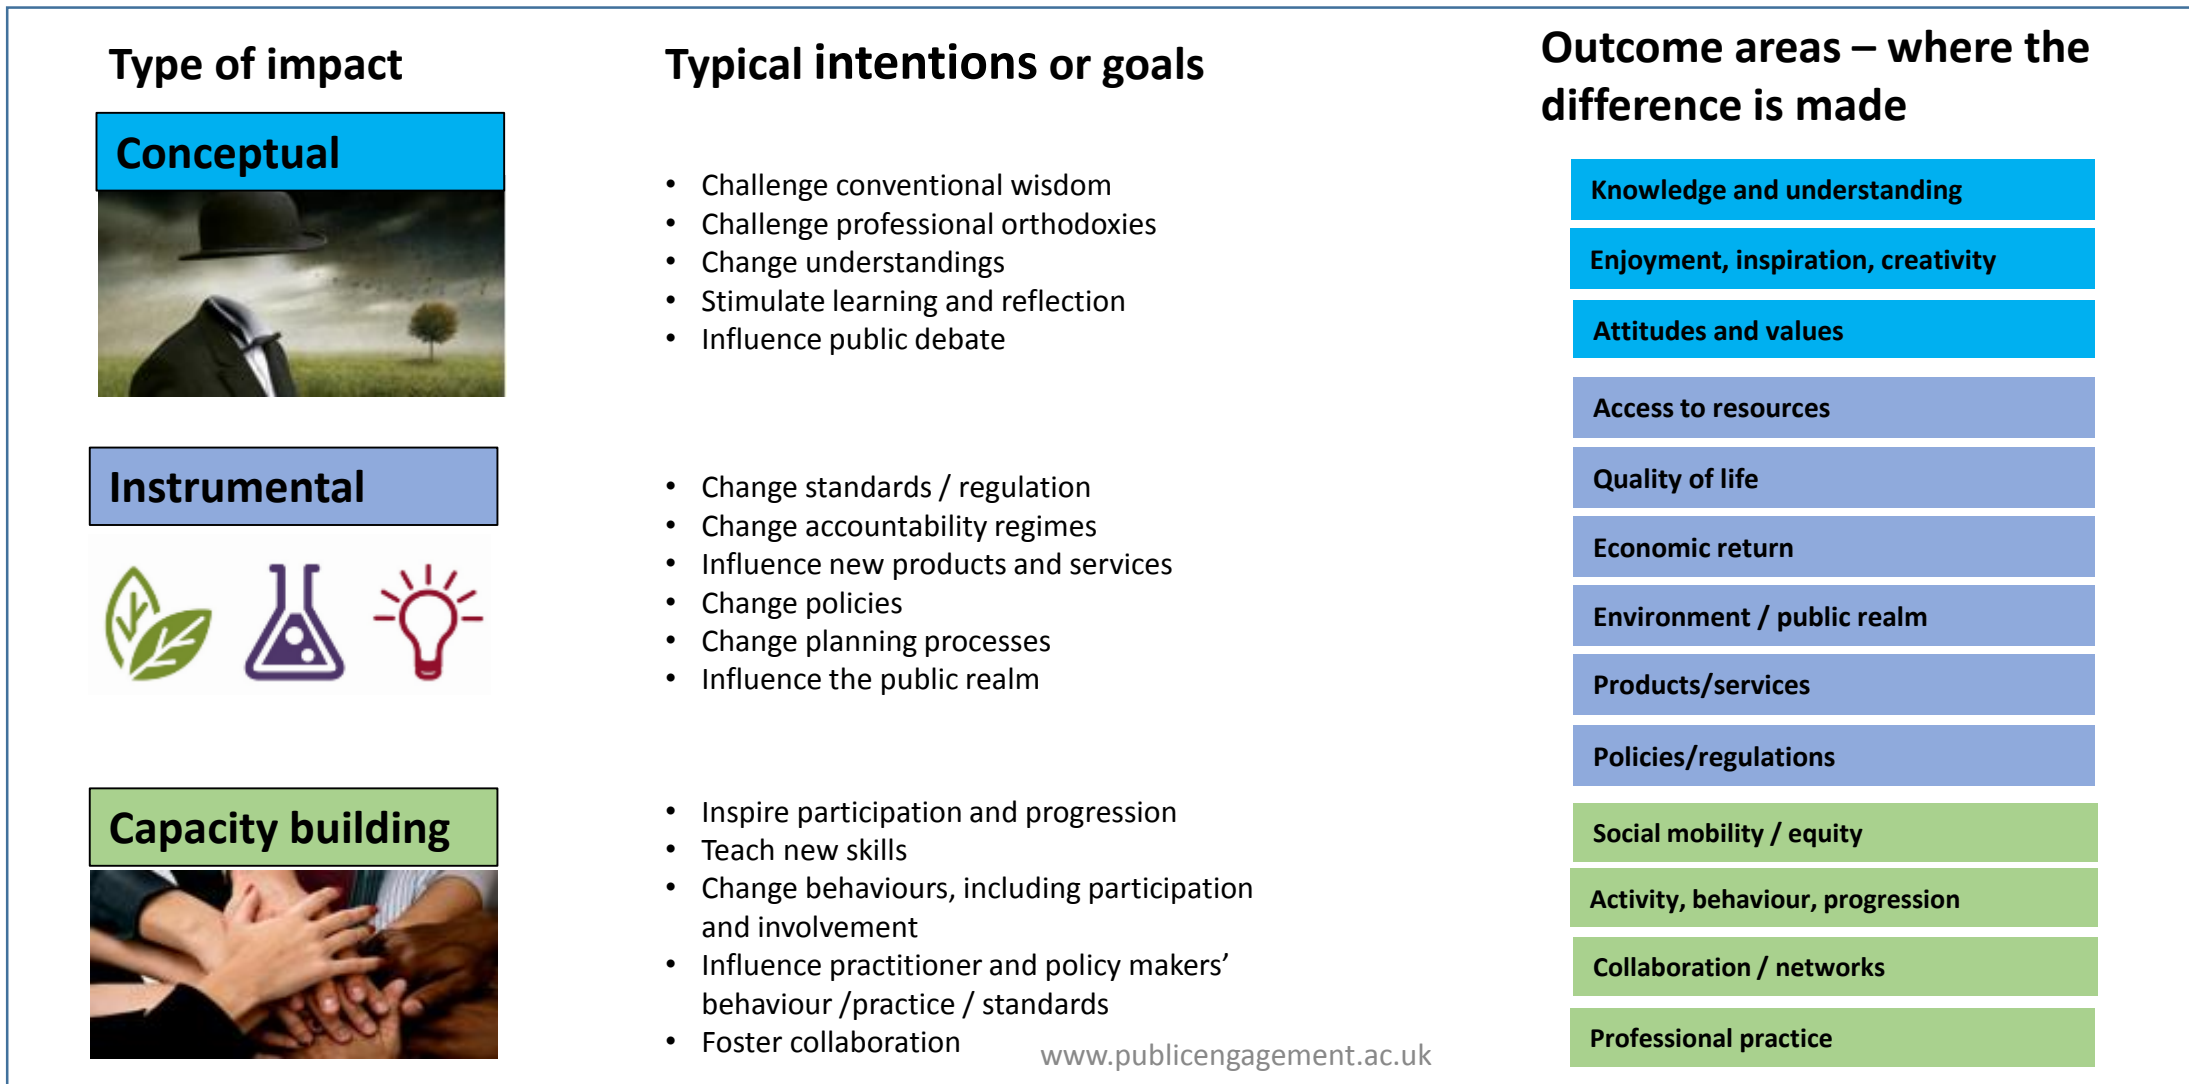 Type of impact
Typical intentions or goals
Outcome areas – where the
difference is made
Conceptual
• Challenge conventional wisdom
• Challenge professional orthodoxies
• Change understandings
• Stimulate learning and reflection
• Influence public debate
Knowledge and understanding
Enjoyment, inspiration, creativity
Attitudes and values
Instrumental
• Change standards / regulation
• Change accountability regimes
• Influence new products and services
• Change policies
• Change planning processes
• Influence the public realm
Access to resources
Quality of life
Economic return
Environment / public realm
Products/services
Policies/regulations
Capacity building
• Inspire participation and progression
• Teach new skills
• Change behaviours, including participation
and involvement
• Influence practitioner and policy makers’
behaviour /practice / standards
• Foster collaboration
Social mobility / equity
Activity, behaviour, progression
Collaboration / networks
Professional practice
www.publicengagement.ac.uk